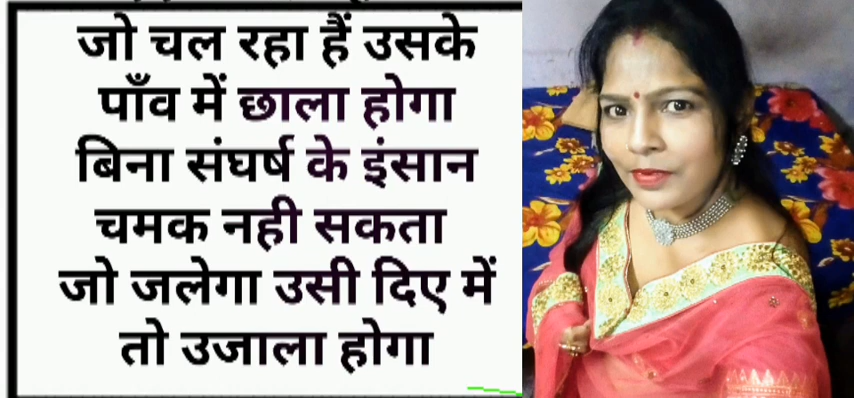 जो चल रहा हैं उसके
पाँव में छाला होगा
बिना संघर्ष के इंसान
चमक नही सकता
जो जलेगा उसी दिए में
तो उजाला होगा